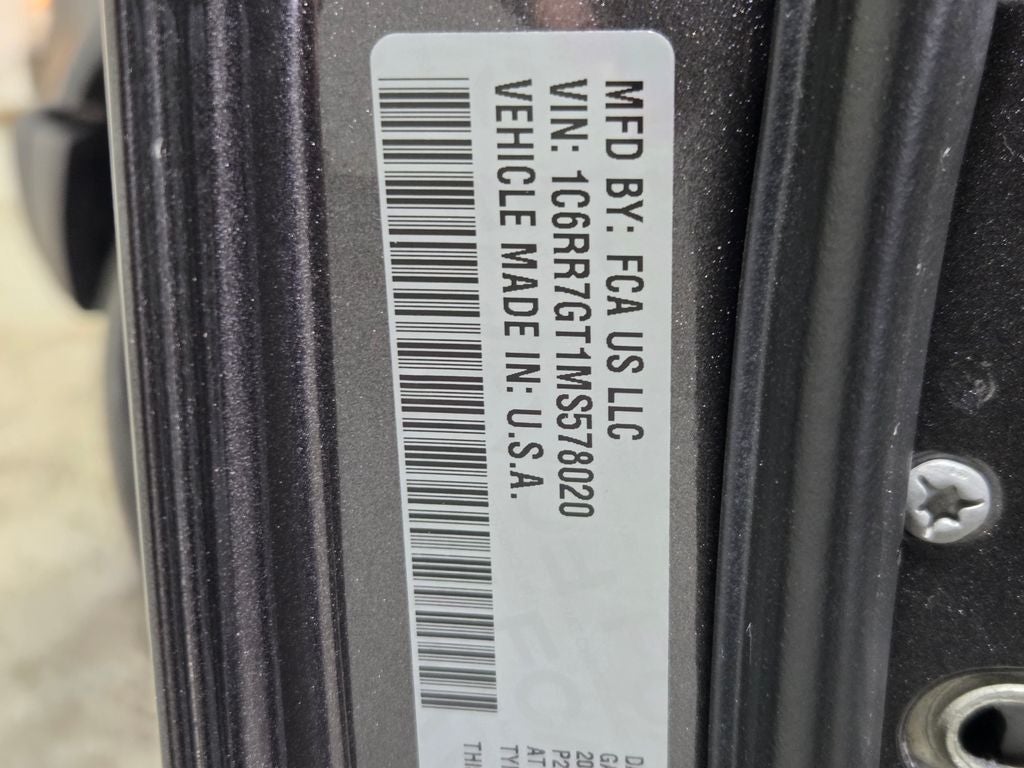 MFD BY: FCA US LLC
VIN: 1C6RR7GT1MS578020
VEHICLE MADE IN: U.S.A.